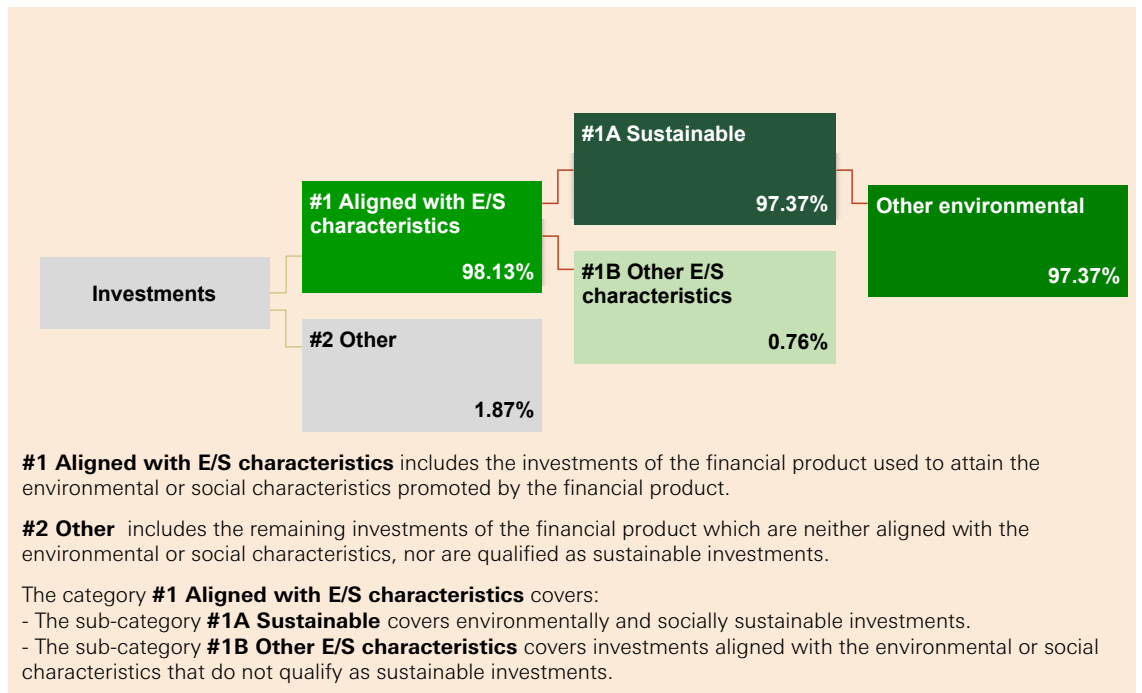 #1A Sustainable
97.37%
#1 Aligned with E/S
characteristics
98.13%
Other environmental
97.37%
Investments
#1B Other E/S
characteristics
0.76%
#2 Other
1.87%
#1 Aligned with E/S characteristics includes the investments of the financial product used to attain the
environmental or social characteristics promoted by the financial product.
#2 Other includes the remaining investments of the financial product which are neither aligned with the
environmental or social characteristics, nor are qualified as sustainable investments.
The category #1 Aligned with E/S characteristics covers:
- The sub-category #1A Sustainable covers environmentally and socially sustainable investments.
- The sub-category #1B Other E/S characteristics covers investments aligned with the environmental or social
characteristics that do not qualify as sustainable investments.